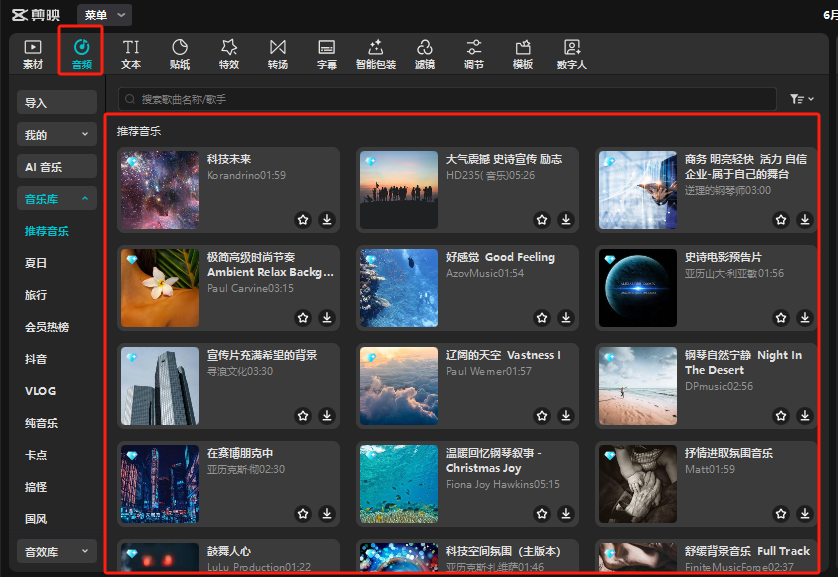 剪映
菜单
6月
素材
音频
文本
贴纸
特效
转场
字幕
智能包装
滤镜
调节
模板
数字人
导入
我的
AI 音乐
音乐库
推荐音乐
夏日
旅行
会员热榜
抖音
VLOG
纯音乐
卡点
搞怪
国风
音效库
搜索歌曲名称/歌手
推荐音乐
科技未来
Korandrino01:59
大气震撼 史诗宣传 励志
HD235( 音乐)05:26
商务 明亮轻快 活力 自信
企业-属于自己的舞台
逆理的钢琴师03:00
极简高级时尚节奏
Ambient Relax Backg...
Paul Carvine03:15
好感觉 Good Feeling
AzovMusic01:54
史诗电影预告片
亚历山大·利亚敏01:56
宣传片充满希望的背景
寻浪文化03:30
辽阔的天空 Vastness I
Paul Werner01:57
钢琴自然宁静 Night In
The Desert
DPmusic02:56
在赛博朋克中
亚历克斯·彻02:30
温暖回忆钢琴叙事 -
Christmas Joy
Fiona Joy Hawkins05:15
抒情进取氛围音乐
Matt01:59
鼓舞人心
LuLu Production01:22
科技空间氛围（主版本）
亚历克斯·扎维萨01:46
舒缓背景音乐 Full Track
FiniteMusicForge02:37